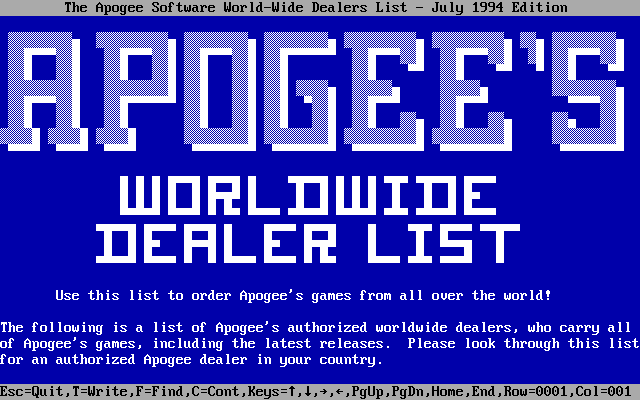 The Apogee Software World-Wide Dealers List - July 1994 Edition
APOGEE'S
WORLDWIDE
DEALER LIST
Use this list to order Apogee's games from all over the world!
The following is a list of Apogee's authorized worldwide dealers, who carry all
of Apogee's games, including the latest releases.  Please look through this list
for an authorized Apogee dealer in your country.
Esc=Quit,T=Write,F=Find,C=Cont,Keys=↑,↓,→,←,PgUp,PgDn,Home,End,Row=0001,Col=001